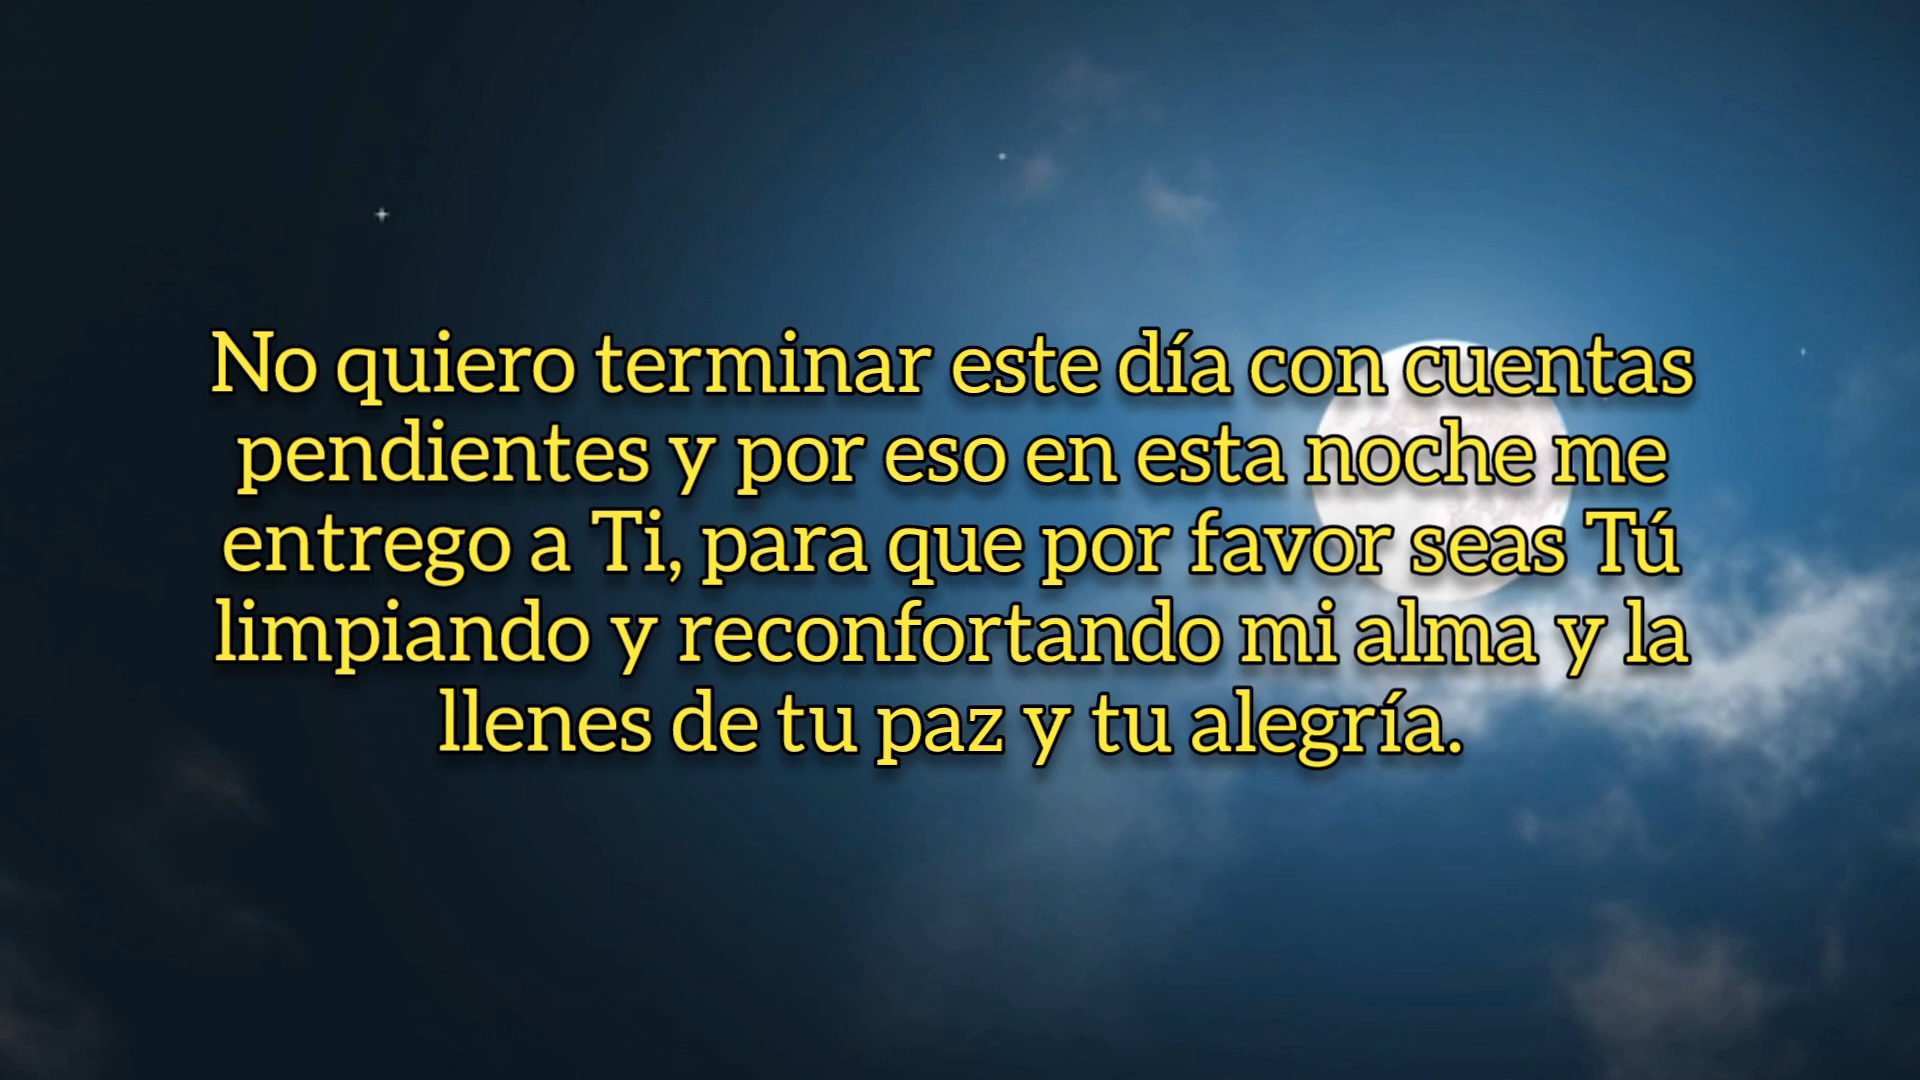 No quiero terminar este día con cuentas
pendientes y por eso en esta noche me
entrego a Ti, para que por favor seas Tú
limpiando y reconfortando mi alma y la
llenes de tu paz y tu alegría.